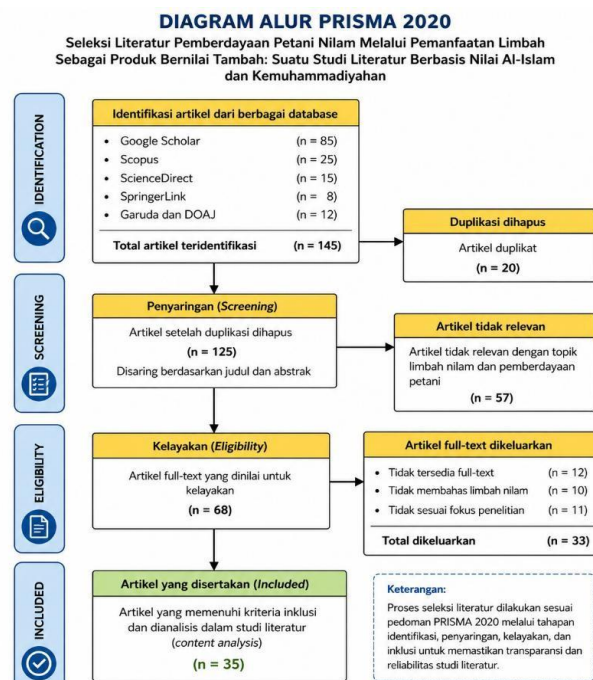 DIAGRAM ALUR PRISMA 2020
Seleksi Literatur Pemberdayaan Petani Nilam Melalui Pemanfaatan Limbah
Sebagai Produk Bernilai Tambah: Suatu Studi Literatur Berbasis Nilai Al-Islam
dan Kemuhammadiyahan
IDENTIFICATION
Identifikasi artikel dari berbagai database
• Google Scholar (n = 85)
• Scopus (n = 25)
• ScienceDirect (n = 15)
• SpringerLink (n = 8)
• Garuda dan DOAJ (n = 12)
Total artikel teridentifikasi (n = 145)
Duplikasi dihapus
Artikel duplikat
(n = 20)
SCREENING
Penyaringan (Screening)
Artikel setelah duplikasi dihapus
(n = 125)
Disaring berdasarkan judul dan abstrak
Artikel tidak relevan
Artikel tidak relevan dengan topik
limbah nilam dan pemberdayaan
petani
(n = 57)
ELIGIBILITY
Kelayakan (Eligibility)
Artikel full-text yang dinilai untuk
kelayakan
(n = 68)
Artikel full-text dikeluarkan
• Tidak tersedia full-text (n = 12)
• Tidak membahas limbah nilam (n = 10)
• Tidak sesuai fokus penelitian (n = 11)
Total dikeluarkan (n = 33)
INCLUDED
Artikel yang disertakan (Included)
Artikel yang memenuhi kriteria inklusi
dan dianalisis dalam studi literatur
(content analysis)
(n = 35)
Keterangan:
Proses seleksi literatur dilakukan sesuai
pedoman PRISMA 2020 melalui tahapan
identifikasi, penyaringan, kelayakan, dan
inklusi untuk memastikan transparansi dan
reliabilitas studi literatur.